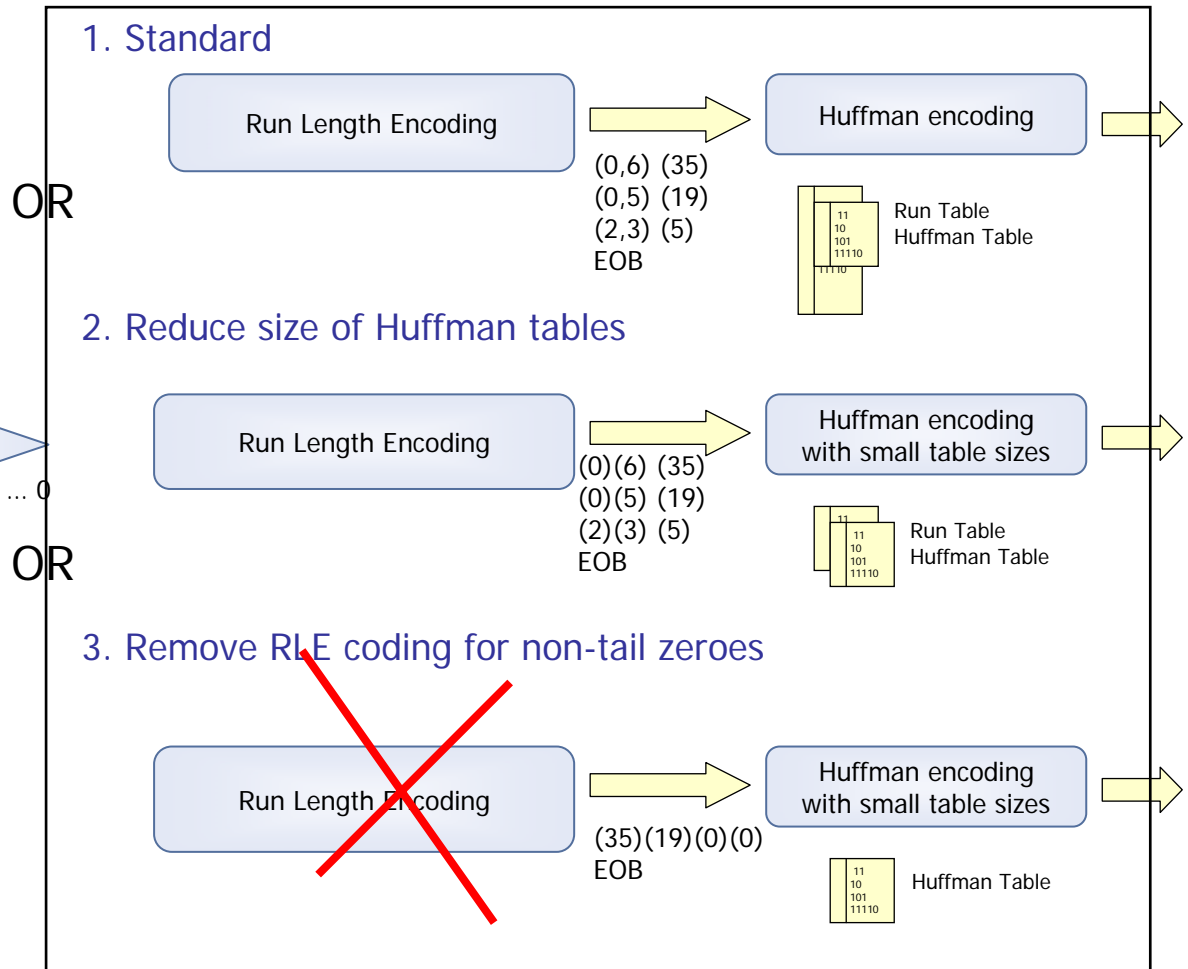 1. Standard
Run Length Encoding
Huffman encoding
(0,6) (35)
(0,5) (19)
(2,3) (5)
EOB
OR
11
10
101
11110
11110
Run Table
Huffman Table
2. Reduce size of Huffman tables
Run Length Encoding
Huffman encoding
with small table sizes
(0)(6) (35)
(0)(5) (19)
(2)(3) (5)
EOB
... 0
OR
11
11
10
101
11110
Run Table
Huffman Table
3. Remove RLE coding for non-tail zeroes
Run Length Encoding
Huffman encoding
with small table sizes
(35)(19)(0)(0)
EOB
11
10
101
11110
Huffman Table